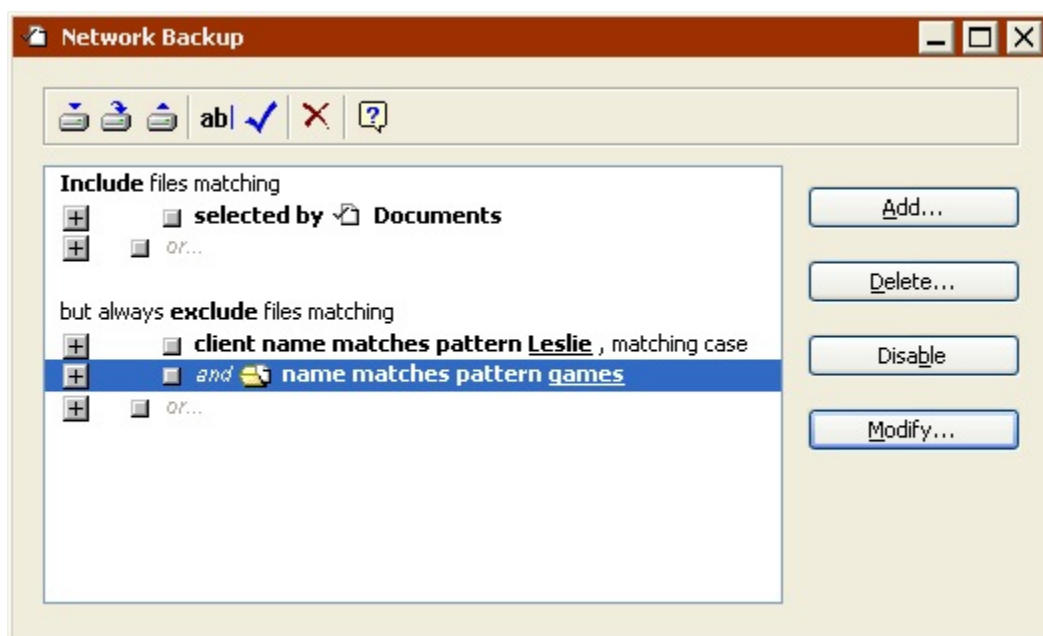 Network Backup
ab|
Include files matching
selected by Documents
or...
but always exclude files matching
client name matches pattern Leslie , matching case
and name matches pattern games
or...
Add...
Delete...
Disable
Modify...